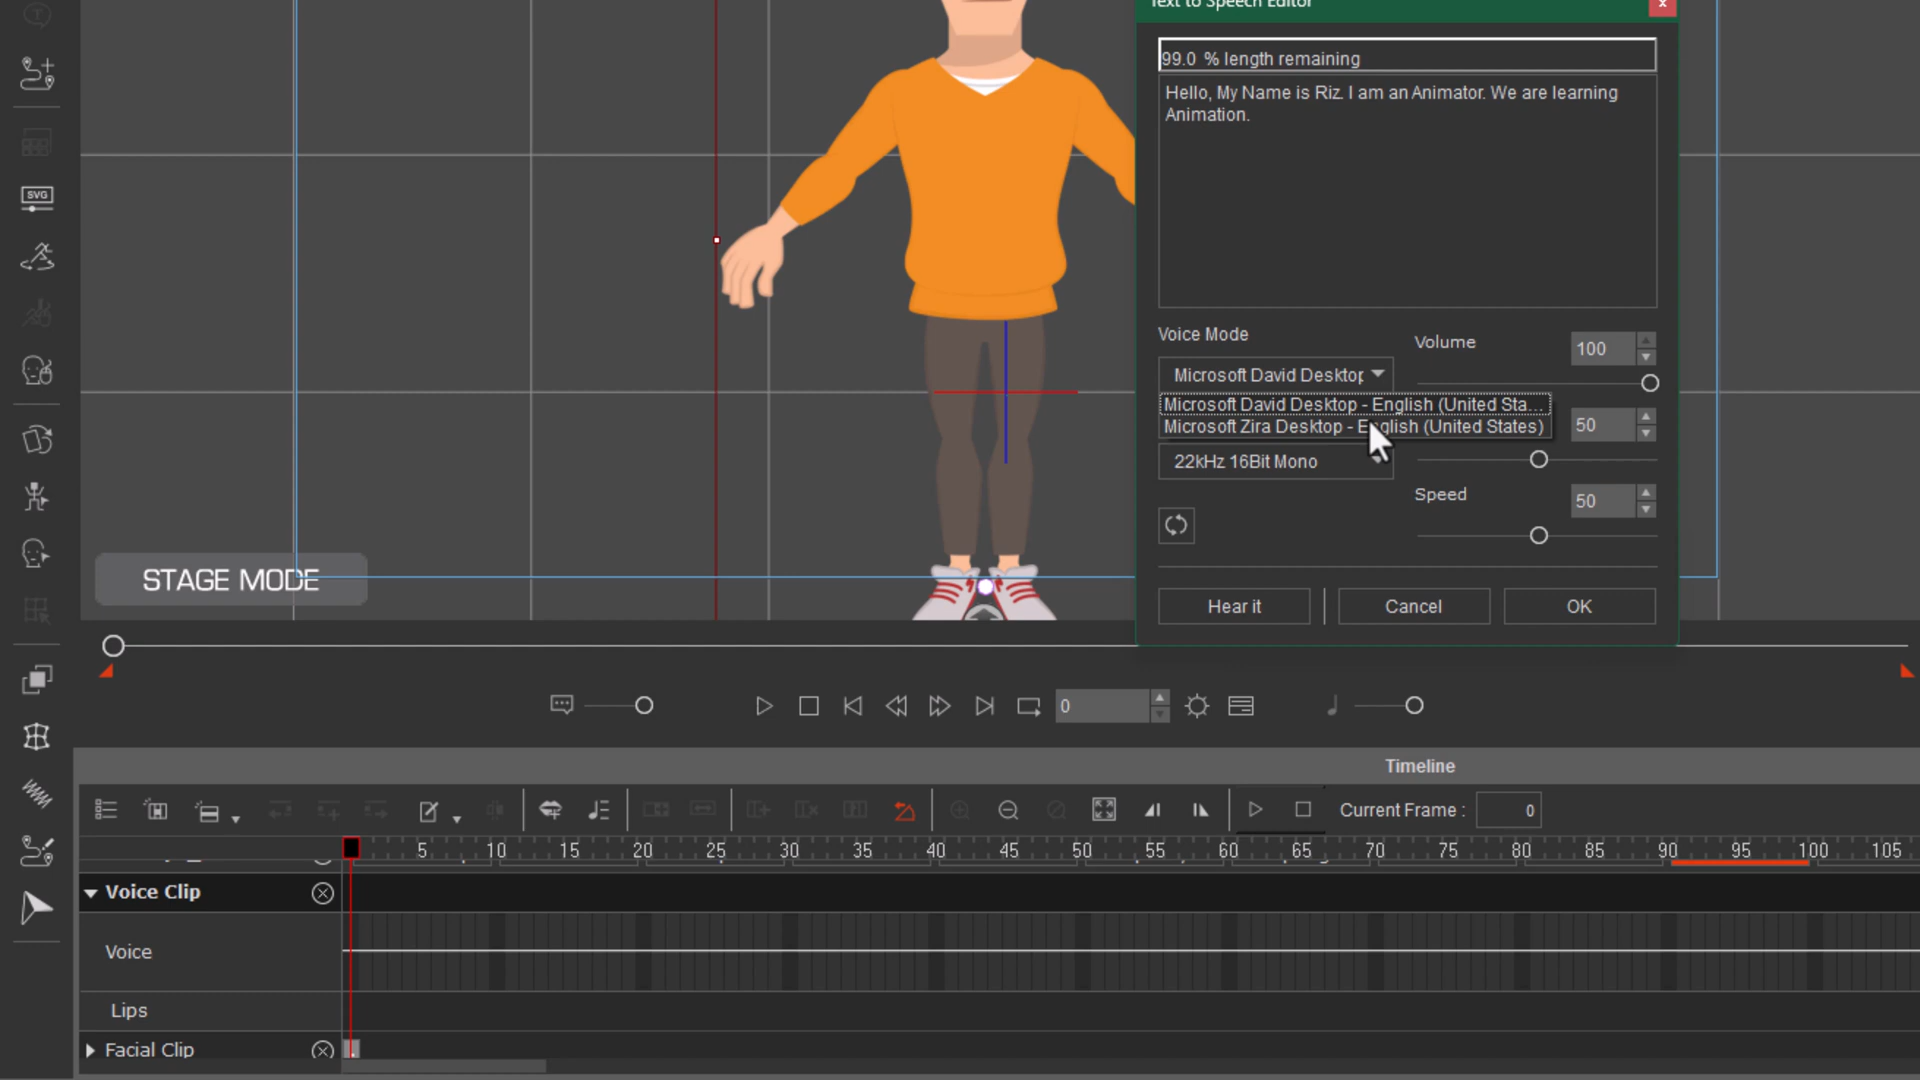 Text to Speech Editor
x
99.0 % length remaining
Hello, My Name is Riz. I am an Animator. We are learning
Animation.
SVG
Voice Mode
Volume
100
Microsoft David Desktop
Microsoft David Desktop - English (United Sta...
Microsoft Zira Desktop - English (United States)
50
22kHz 16Bit Mono
Speed
50
STAGE MODE
Hear it
Cancel
OK
0
Timeline
Current Frame :
0
5 10 15 20 25 30 35 40 45 50 55 60 65 70 75 80 85 90 95 100 105
Voice Clip
Voice
Lips
Facial Clip